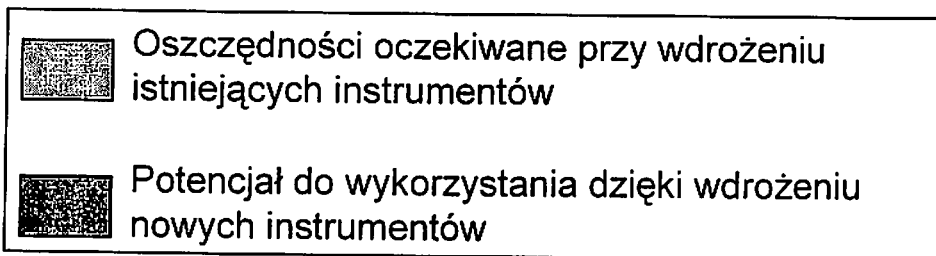 Oszczędności oczekiwane przy wdrożeniu
istniejących instrumentów
Potencjał do wykorzystania dzięki wdrożeniu
nowych instrumentów